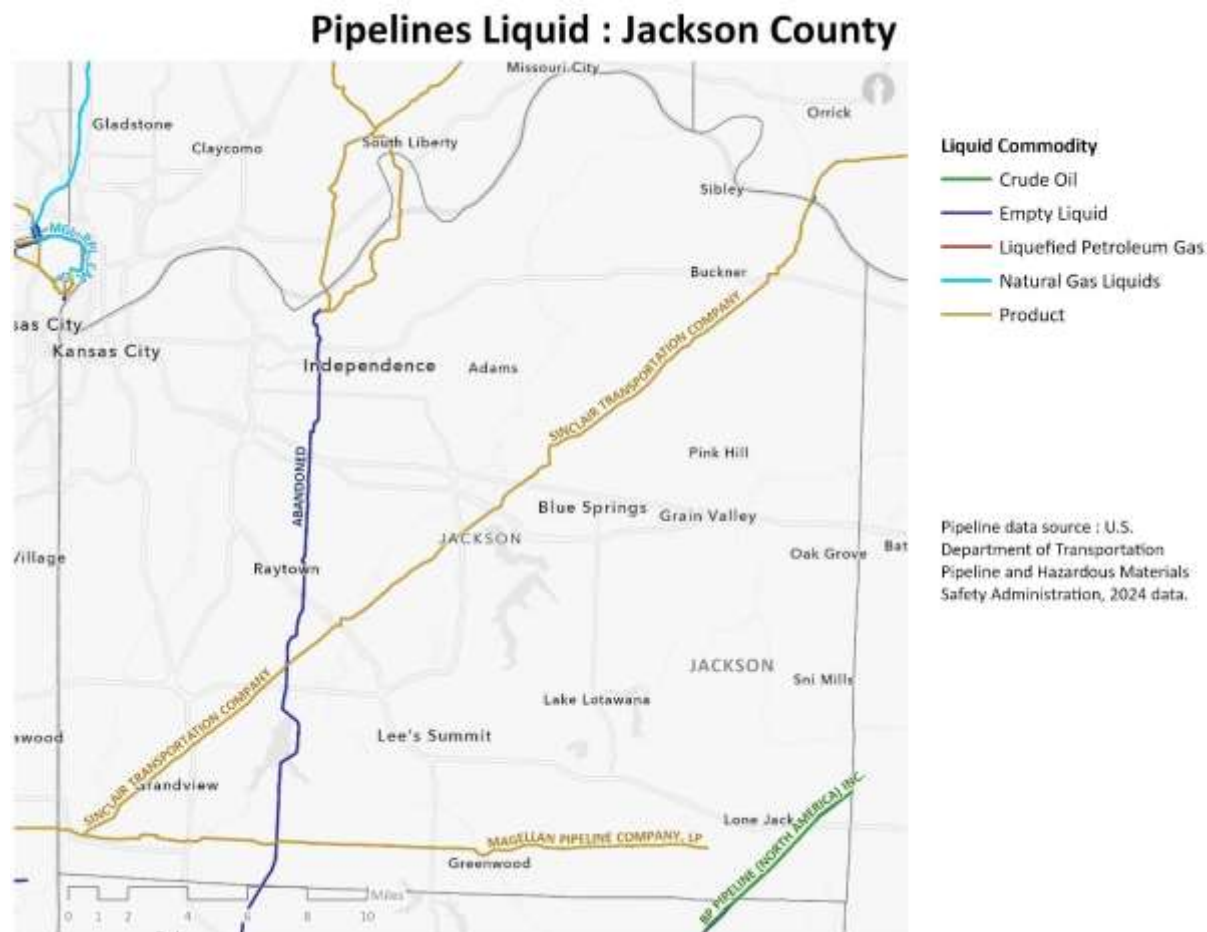 Pipelines Liquid : Jackson County
Missouri City
Orrick
Gladstone
Claycomo
South Liberty
Sibley
Buckner
sas City
Kansas City
Independence
Adams
SINCLAIR TRANSPORTATION COMPANY
ABANDONED
Pink Hill
Blue Springs
Grain Valley
JACKSON
Village
Raytown
Oak Grove
Bat
JACKSON
Sni Mills
Lake Lotawana
SINCLAIR TRANSPORTATION COMPANY
awood
Lee's Summit
Grandview
Lone Jack
MAGELLAN PIPELINE COMPANY, LP
Greenwood
BP PIPELINE (NORTH AMERICA) INC.
Miles
0 1 2 4 6 8 10
Liquid Commodity
Crude Oil
Empty Liquid
Liquefied Petroleum Gas
Natural Gas Liquids
Product
Pipeline data source : U.S.
Department of Transportation
Pipeline and Hazardous Materials
Safety Administration, 2024 data.